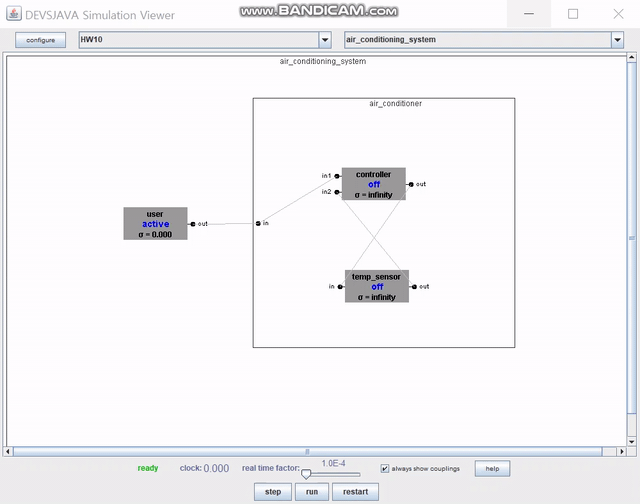 DEVSJAVA Simulation Viewer
www.BANDICAM.com
configure
HW10
air_conditioning_system
air_conditioning_system
air_conditioner
controller
off
σ = infinity
in1
in2
out
user
active
σ = 0.000
out
in
temp_sensor
off
σ = infinity
in
out
ready
clock: 0.000
real time factor:
1.0E-4
always show couplings
help
step
run
restart